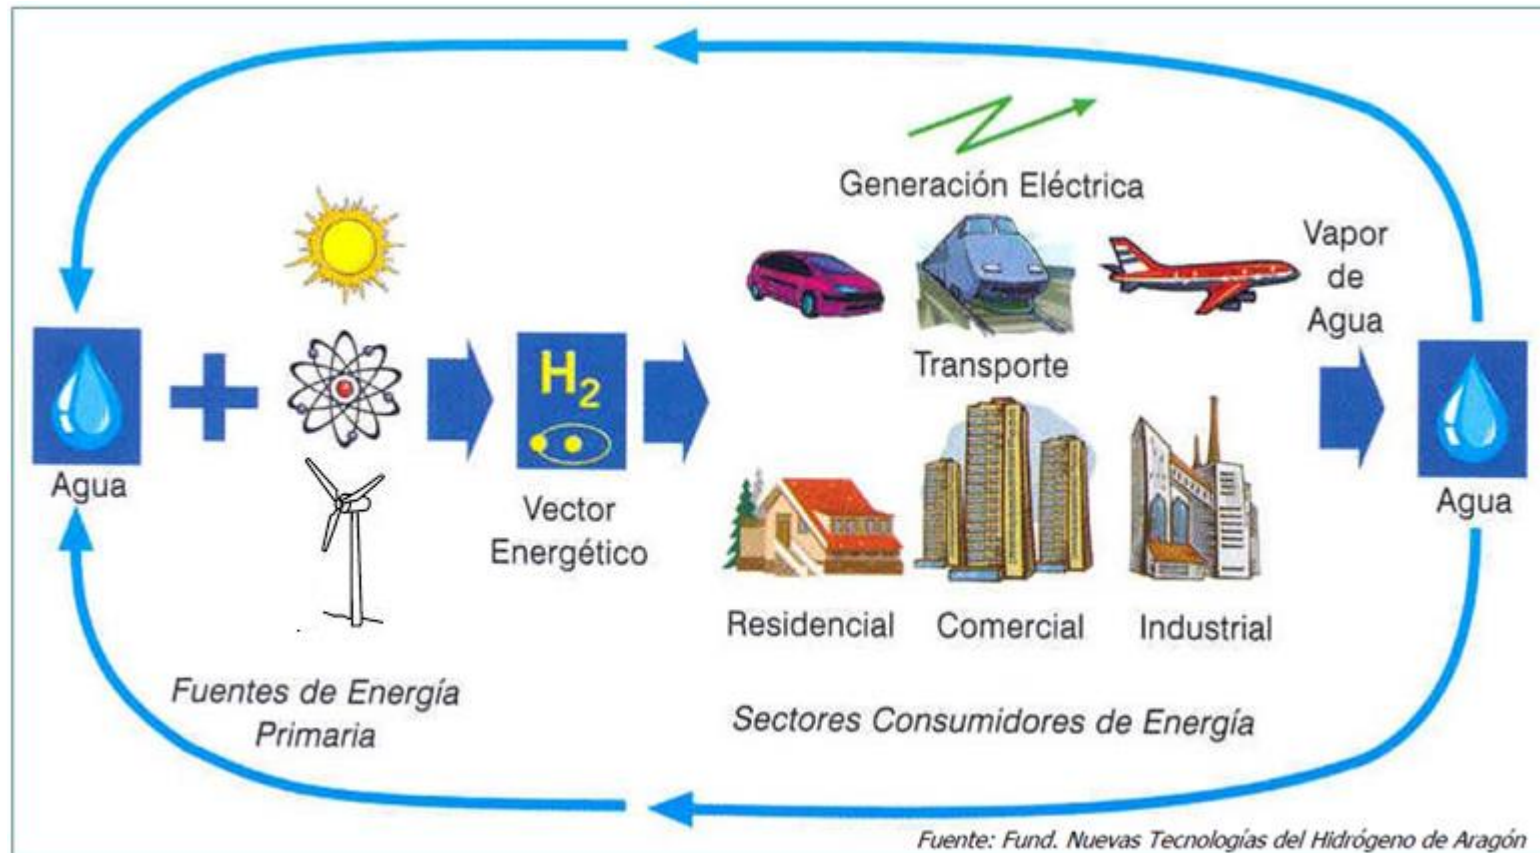 Generación Eléctrica
Vapor
de
Agua
Transporte
H2
Agua
Agua
Vector
Energético
Residencial
Comercial
Industrial
Fuentes de Energía
Primaria
Sectores Consumidores de Energía
Fuente: Fund. Nuevas Tecnologías del Hidrógeno de Aragón